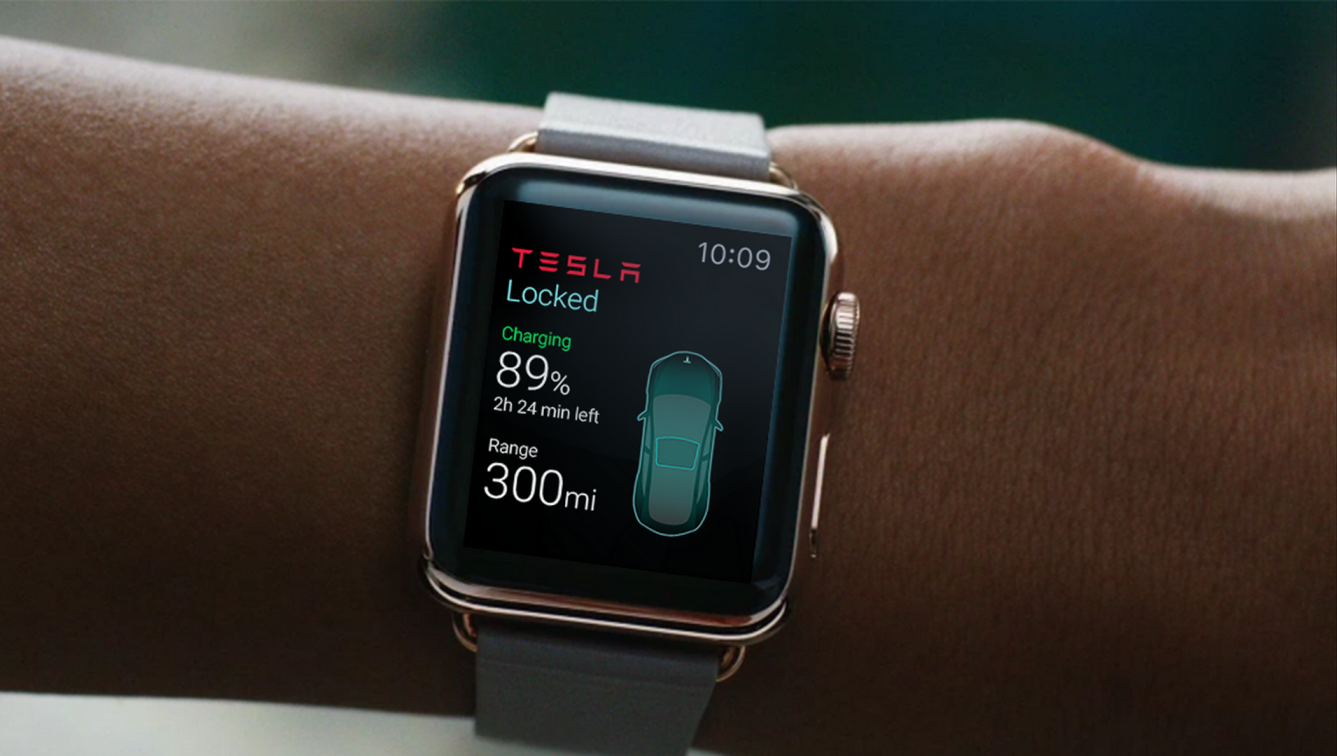 10:09
TESLA
Locked
Charging
89%
2h 24 min left
Range
300mi